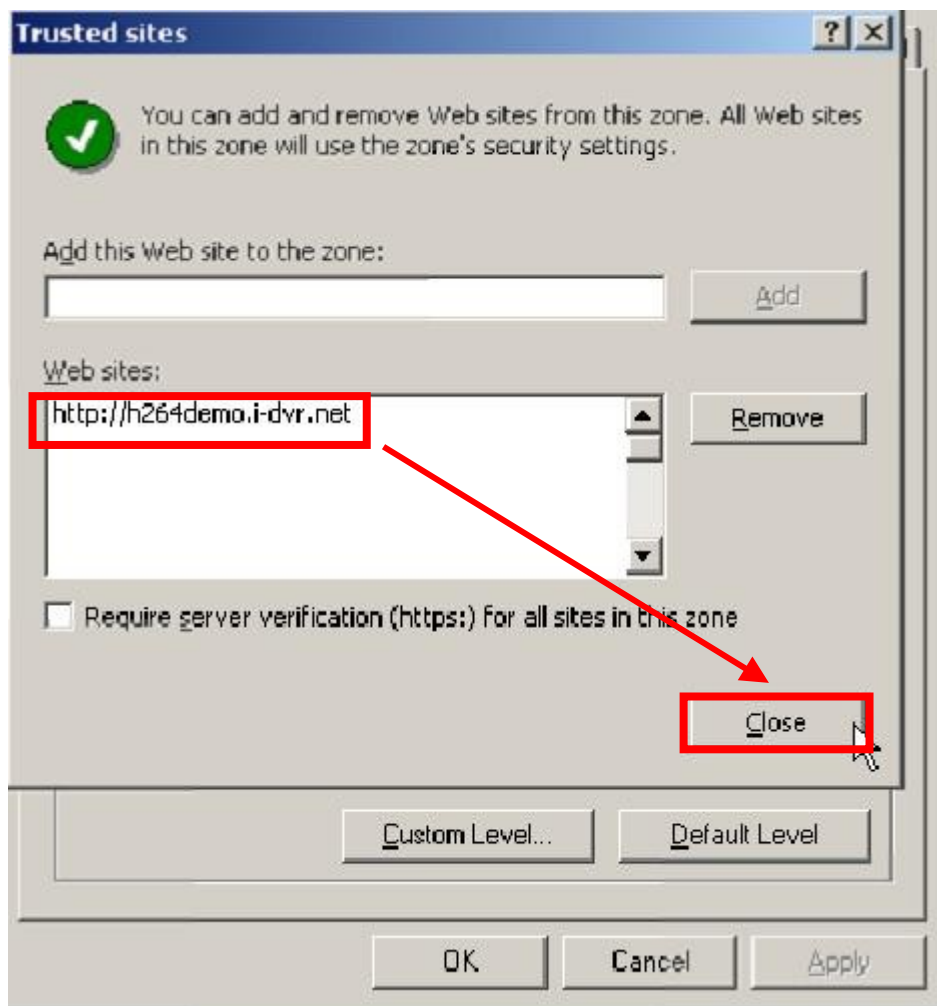 Trusted sites
You can add and remove Web sites from this zone. All Web sites
in this zone will use the zone's security settings.
Add this Web site to the zone:
Add
Web sites:
http://h264demo.i-dvr.net
Remove
Require server verification (https:) for all sites in this zone
Close
Custom Level...
Default Level
OK
Cancel
Apply